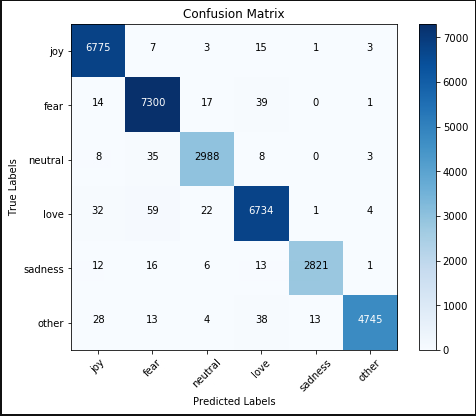 Confusion Matrix
joy 6775 7 3 15 1 3
fear 14 7300 17 39 0 1
neutral 8 35 2988 8 0 3
love 32 59 22 6734 1 4
sadness 12 16 6 13 2821 1
other 28 13 4 38 13 4745
joy fear neutral love sadness other
True Labels
Predicted Labels
7000
6000
5000
4000
3000
2000
1000
0